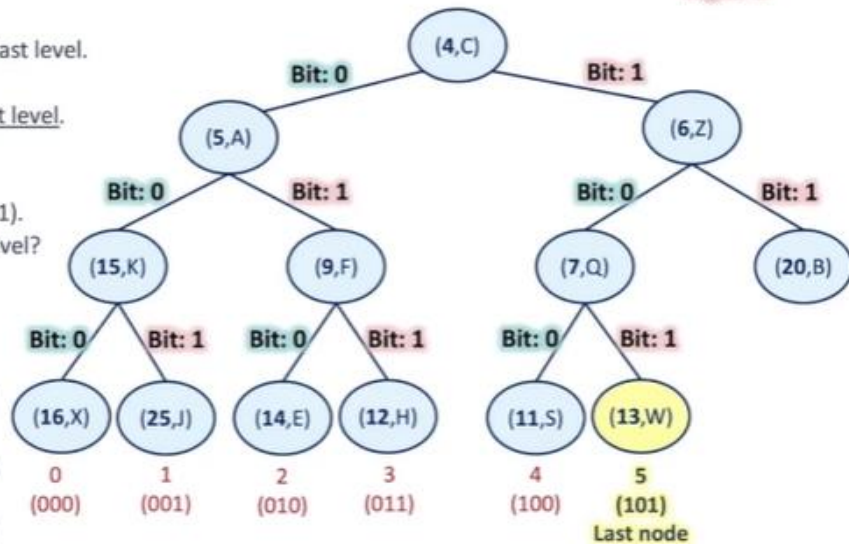 ast level.
(4,C)
Bit: 0
Bit: 1
t level.
(5,A)
(6,Z)
Bit: 0
Bit: 1
Bit: 0
Bit: 1
1).
vel?
(15,K)
(9,F)
(7,Q)
(20,B)
Bit: 0
Bit: 1
Bit: 0
Bit: 1
Bit: 0
Bit: 1
(16,X)
(25,J)
(14,E)
(12,H)
(11,S)
(13,W)
0
1
2
3
4
5
(000)
(001)
(010)
(011)
(100)
(101)
Last node